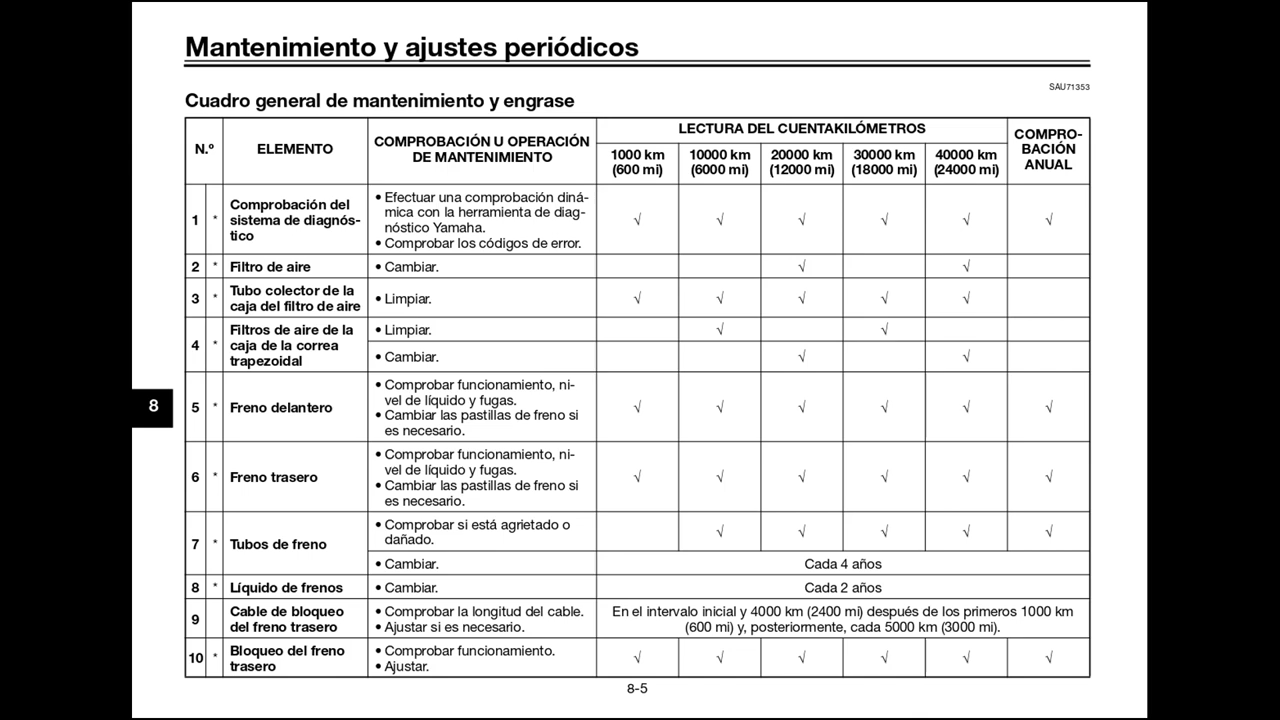 Mantenimiento y ajustes periódicos
SAU71353
Cuadro general de mantenimiento y engrase
N.º
ELEMENTO
COMPROBACIÓN U OPERACIÓN
DE MANTENIMIENTO
LECTURA DEL CUENTAKILÓMETROS
1000 km
(600 mi)
10000 km
(6000 mi)
20000 km
(12000 mi)
30000 km
(18000 mi)
40000 km
(24000 mi)
COMPRO-
BACIÓN
ANUAL
1 *
Comprobación del
sistema de diagnós-
tico
• Efectuar una comprobación diná-
mica con la herramienta de diag-
nóstico Yamaha.
• Comprobar los códigos de error.
√ √ √ √ √ √
2 * Filtro de aire • Cambiar. √ √
3 *
Tubo colector de la
caja del filtro de aire
• Limpiar. √ √ √ √ √
4 *
Filtros de aire de la
caja de la correa
trapezoidal
• Limpiar. √ √
• Cambiar. √ √
5 * Freno delantero
• Comprobar funcionamiento, ni-
vel de líquido y fugas.
• Cambiar las pastillas de freno si
es necesario.
√ √ √ √ √ √
6 * Freno trasero
• Comprobar funcionamiento, ni-
vel de líquido y fugas.
• Cambiar las pastillas de freno si
es necesario.
√ √ √ √ √ √
7 * Tubos de freno
• Comprobar si está agrietado o
dañado.
√ √ √ √ √
• Cambiar. Cada 4 años
8 * Líquido de frenos • Cambiar. Cada 2 años
9
Cable de bloqueo
del freno trasero
• Comprobar la longitud del cable.
• Ajustar si es necesario.
En el intervalo inicial y 4000 km (2400 mi) después de los primeros 1000 km
(600 mi) y, posteriormente, cada 5000 km (3000 mi).
10 *
Bloqueo del freno
trasero
• Comprobar funcionamiento.
• Ajustar.
√ √ √ √ √ √
8
8-5